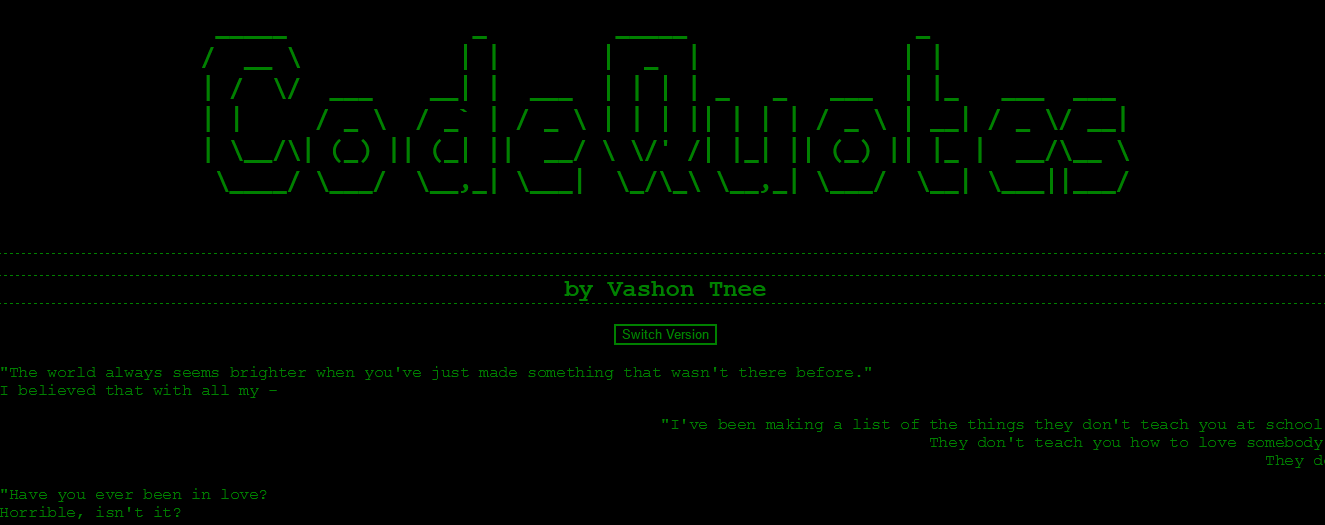 CodeQuotes
by Vashon Tnee
Switch Version
"The world always seems brighter when you've just made something that wasn't there before."
I believed that with all my -
"I've been making a list of the things they don't teach you at school
They don't teach you how to love somebody
They d
"Have you ever been in love?
Horrible, isn't it?